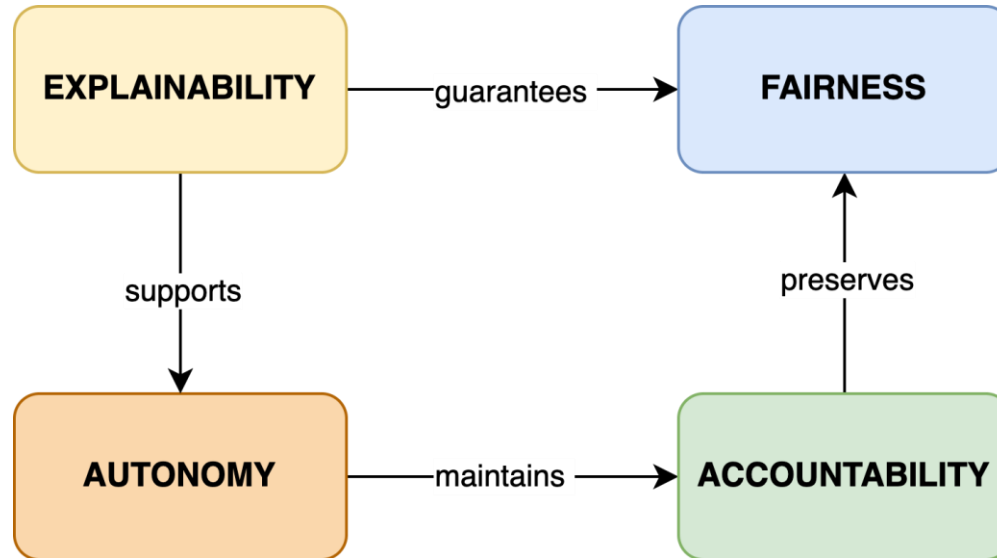 EXPLAINABILITY
guarantees
FAIRNESS
supports
preserves
AUTONOMY
maintains
ACCOUNTABILITY